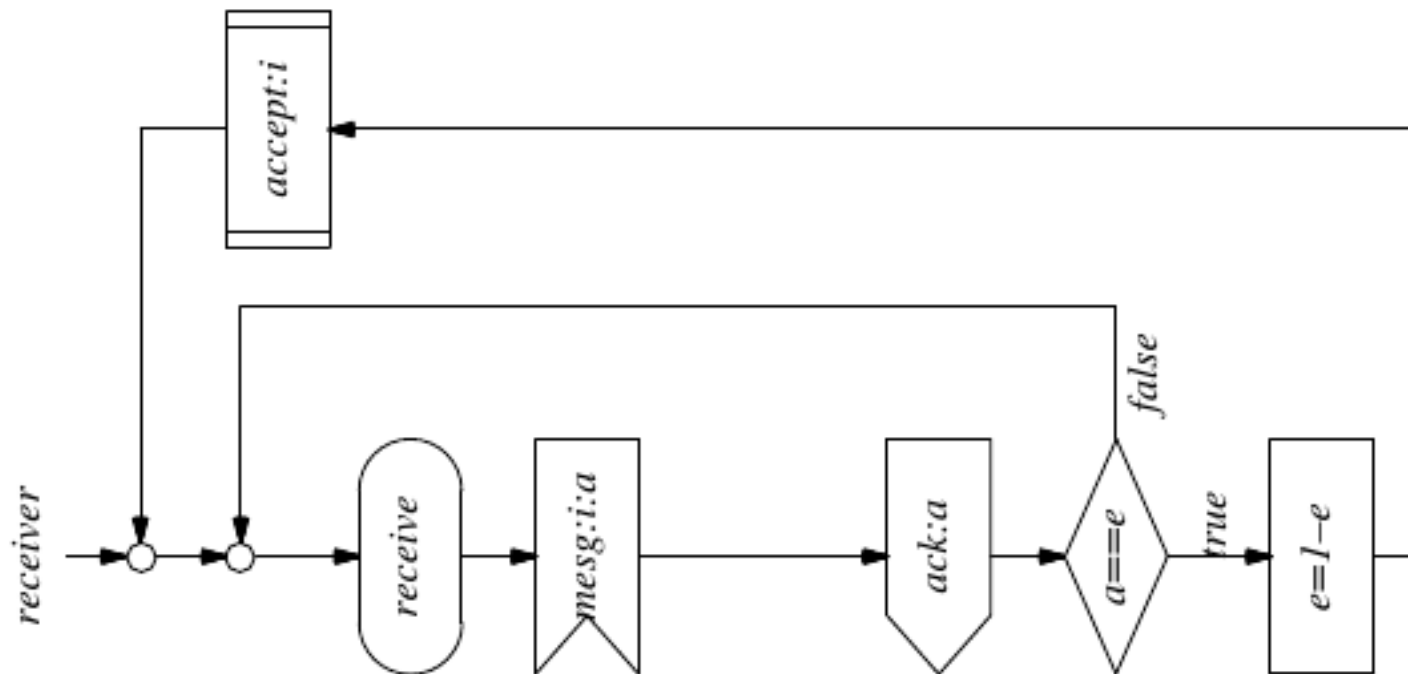 receiver
receive
mesg:i:a
ack:a
a==e
false
true
e=1–e
accept:i